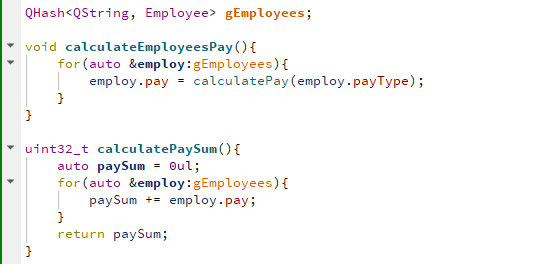 QHash<QString, Employee> gEmployees;
void calculateEmployeesPay(){
for(auto &employ:gEmployees){
employ.pay = calculatePay(employ.payType);
}
}
uint32_t calculatePaySum(){
auto paySum = 0ul;
for(auto &employ:gEmployees){
paySum += employ.pay;
}
return paySum;
}